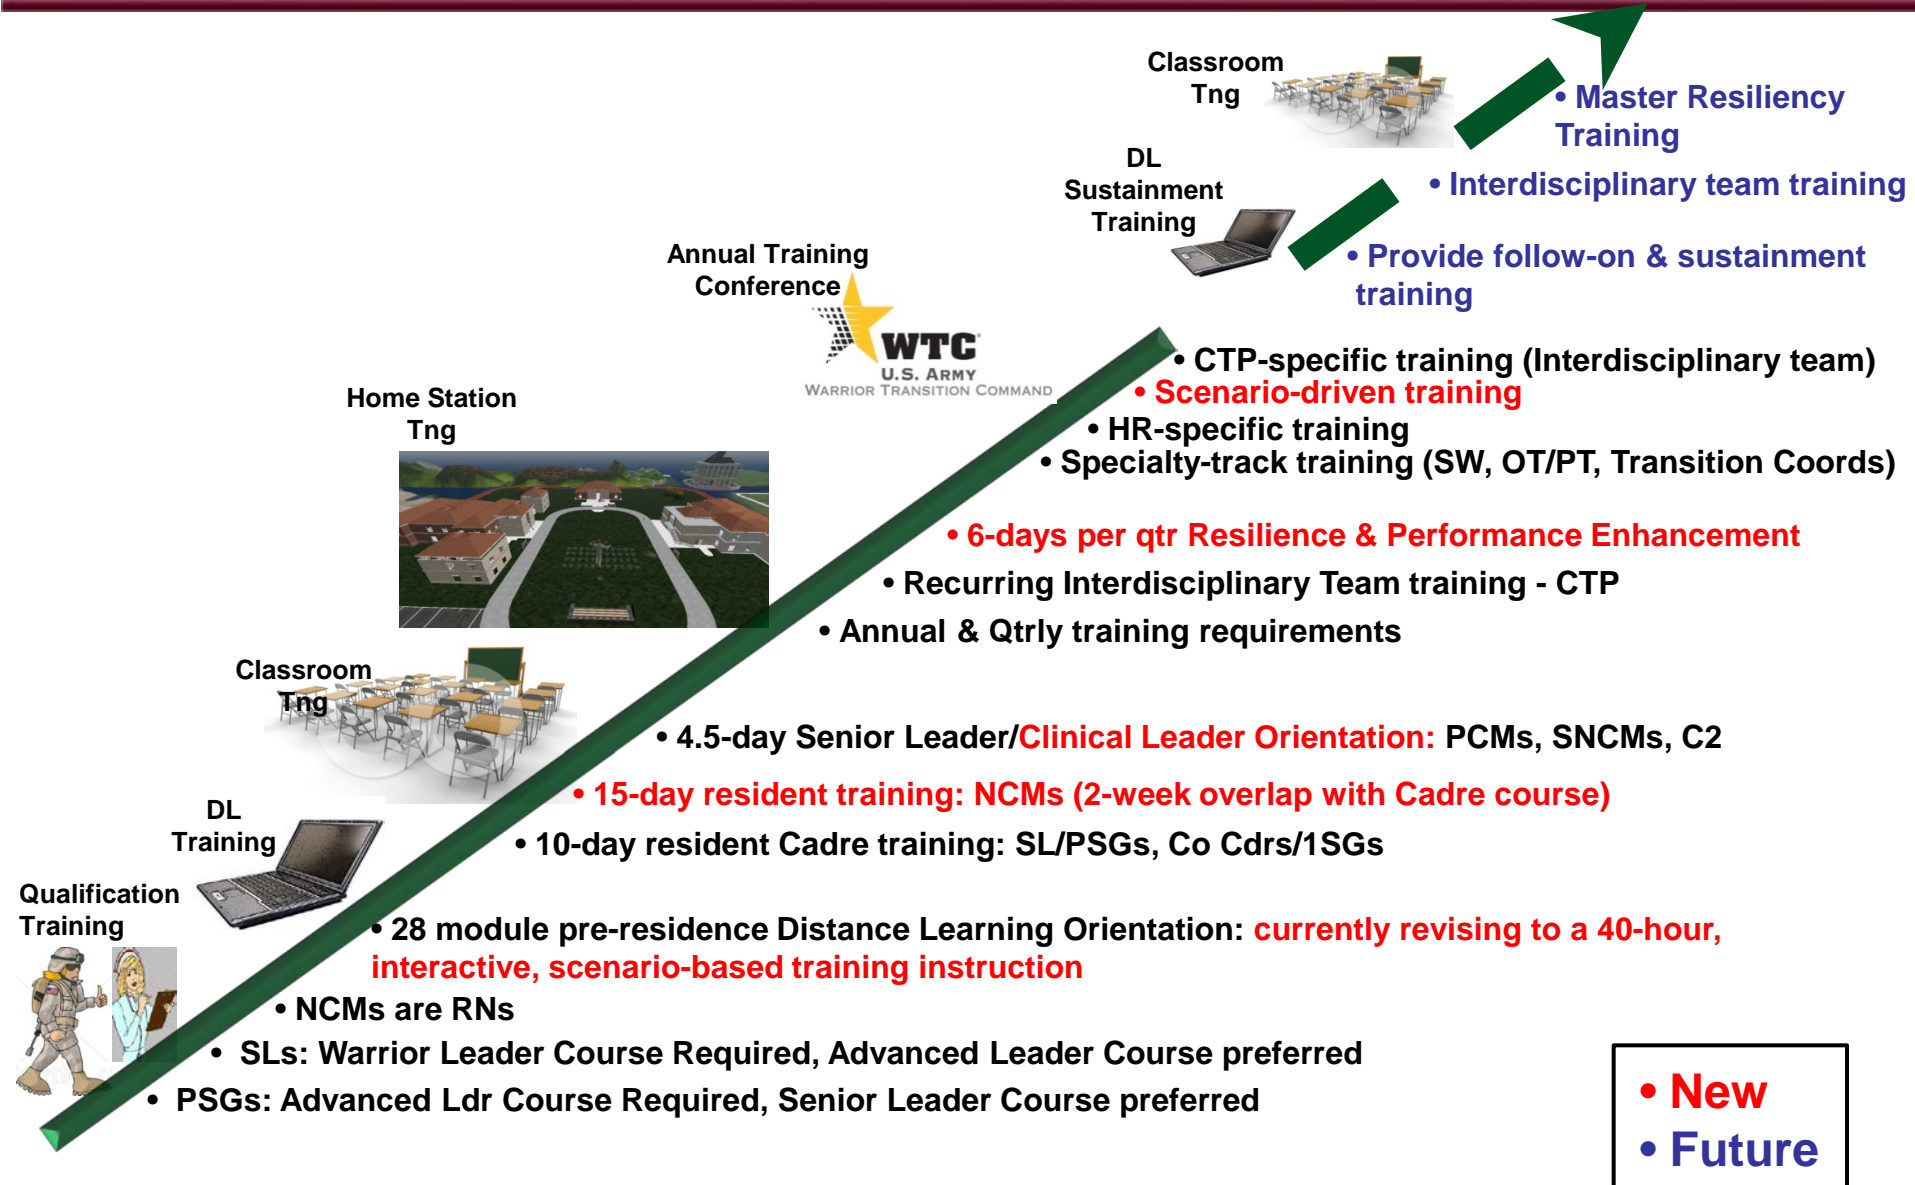 Classroom
Tng
• Master Resiliency
Training
DL
Sustainment
Training
• Interdisciplinary team training
Annual Training
Conference
• Provide follow-on & sustainment
training
WTC
U.S. ARMY
WARRIOR TRANSITION COMMAND
• CTP-specific training (Interdisciplinary team)
• Scenario-driven training
• HR-specific training
• Specialty-track training (SW, OT/PT, Transition Coords)
Home Station
Tng
• 6-days per qtr Resilience & Performance Enhancement
• Recurring Interdisciplinary Team training - CTP
• Annual & Qtrly training requirements
Classroom
Tng
• 4.5-day Senior Leader/Clinical Leader Orientation: PCMs, SNCMs, C2
• 15-day resident training: NCMs (2-week overlap with Cadre course)
• 10-day resident Cadre training: SL/PSGs, Co Cdrs/1SGs
DL
Training
• 28 module pre-residence Distance Learning Orientation: currently revising to a 40-hour,
interactive, scenario-based training instruction
Qualification
Training
• NCMs are RNs
• SLs: Warrior Leader Course Required, Advanced Leader Course preferred
• PSGs: Advanced Ldr Course Required, Senior Leader Course preferred
• New
• Future